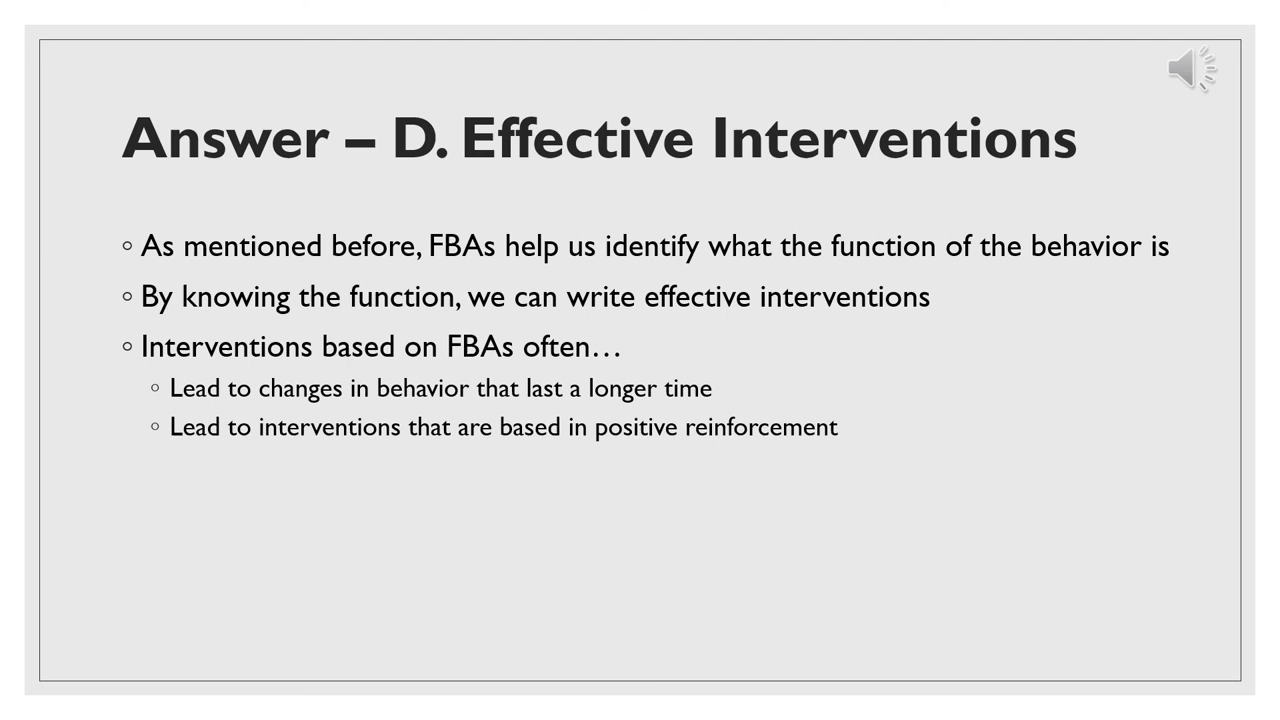 Answer – D. Effective Interventions
◦ As mentioned before, FBAs help us identify what the function of the behavior is
◦ By knowing the function, we can write effective interventions
◦ Interventions based on FBAs often…
◦ Lead to changes in behavior that last a longer time
◦ Lead to interventions that are based in positive reinforcement